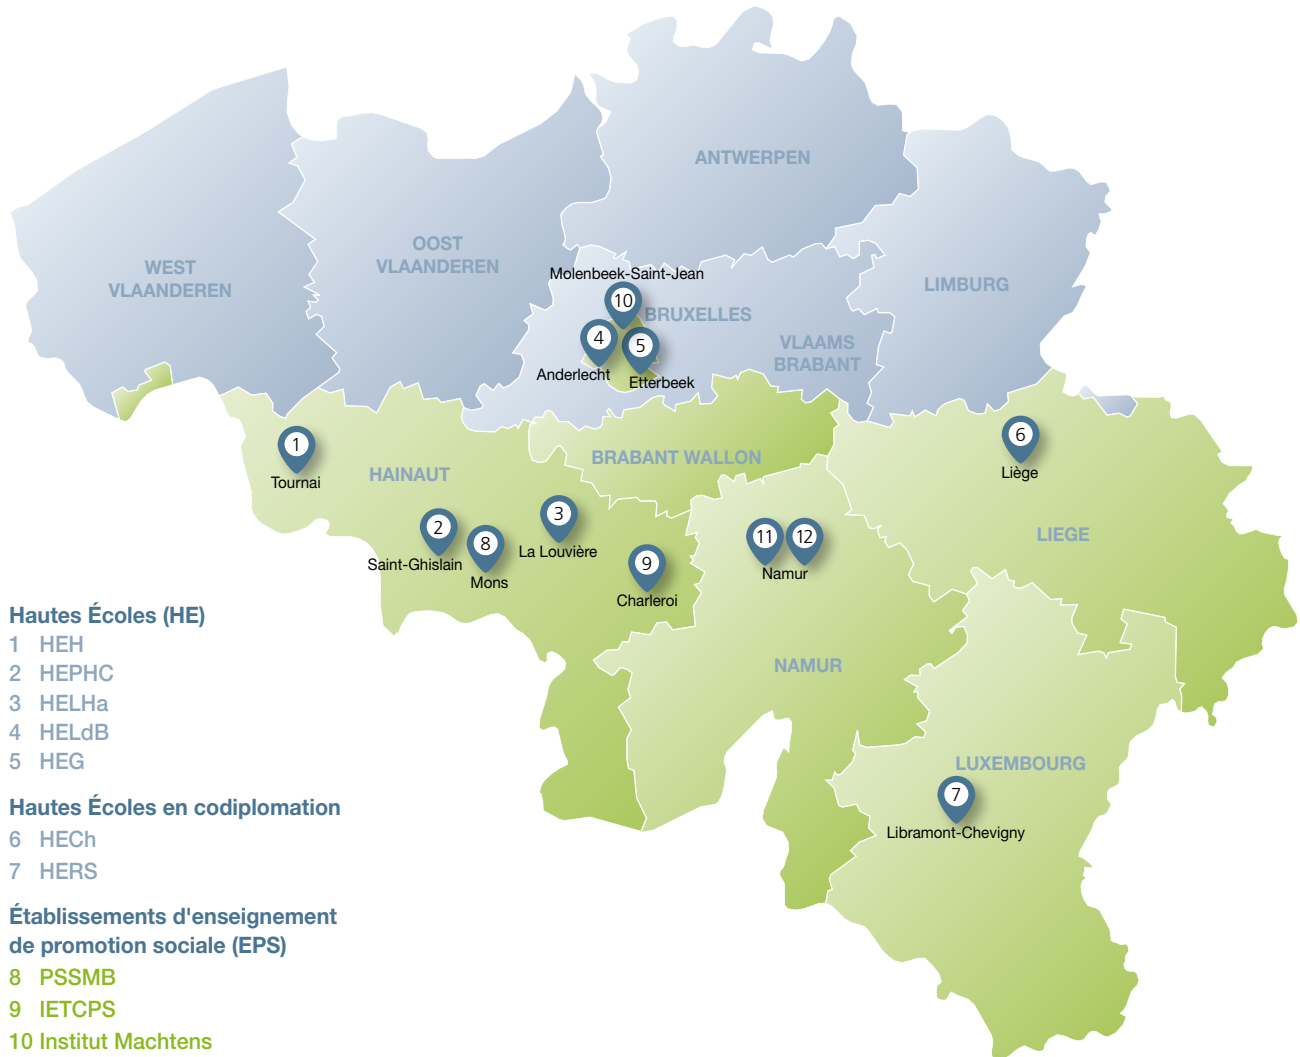 ANTWERPEN
OOST
VLAANDEREN
WEST
VLAANDEREN
LIMBURG
Molenbeek-Saint-Jean
10
BRUXELLES
4
5
VLAAMS
BRABANT
Anderlecht
Etterbeek
1
Tournai
HAINAUT
BRABANT WALLON
6
Liège
2
Saint-Ghislain
8
Mons
3
La Louvière
9
Charleroi
11
12
Namur
LIEGE
NAMUR
LUXEMBOURG
7
Libramont-Chevigny
Hautes Écoles (HE)
1 HEH
2 HEPHC
3 HELHa
4 HELdB
5 HEG
Hautes Écoles en codiplomation
6 HECh
7 HERS
Établissements d'enseignement
de promotion sociale (EPS)
8 PSSMB
9 IETCPS
10 Institut Machtens